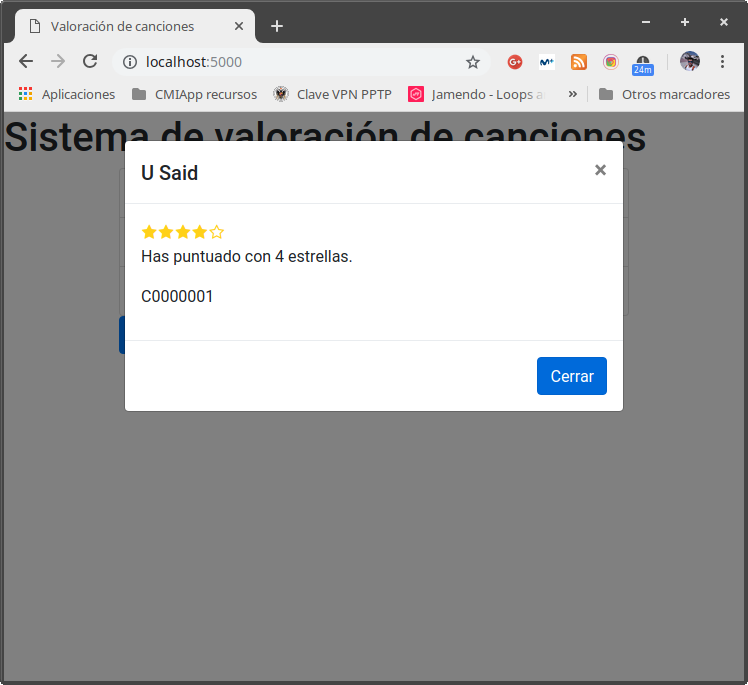 Valoración de canciones
localhost:5000
G+
M+
24m
Aplicaciones
CMIApp recursos
Clave VPN PPTP
Jamendo - Loops a
»
Otros marcadores
Sistema de valoración de canciones
U Said
×
Has puntuado con 4 estrellas.
C0000001
Cerrar